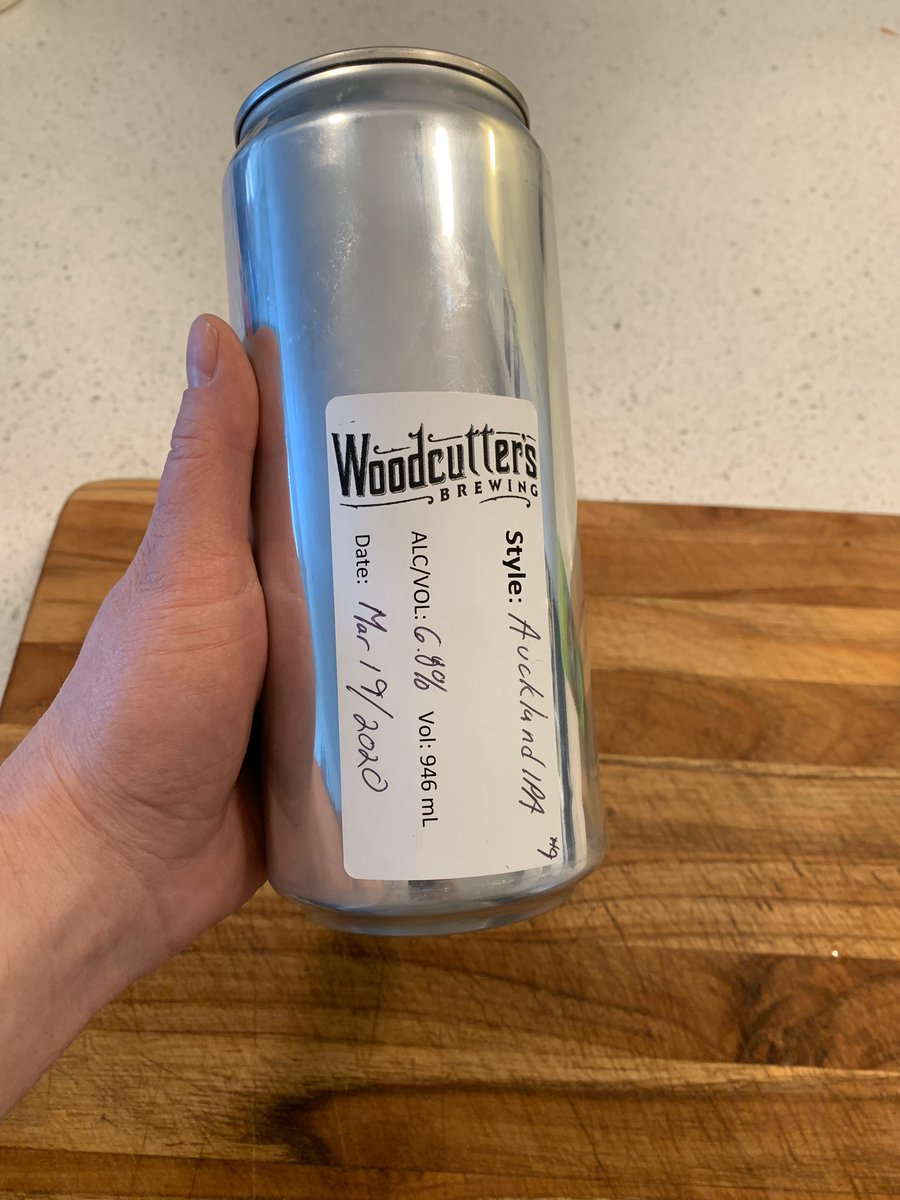 Woodcutter's
BREWING
Style: Auckland IPA
ALC/VOL: 6.8% Vol: 946 mL
Date: Mar 19/2020